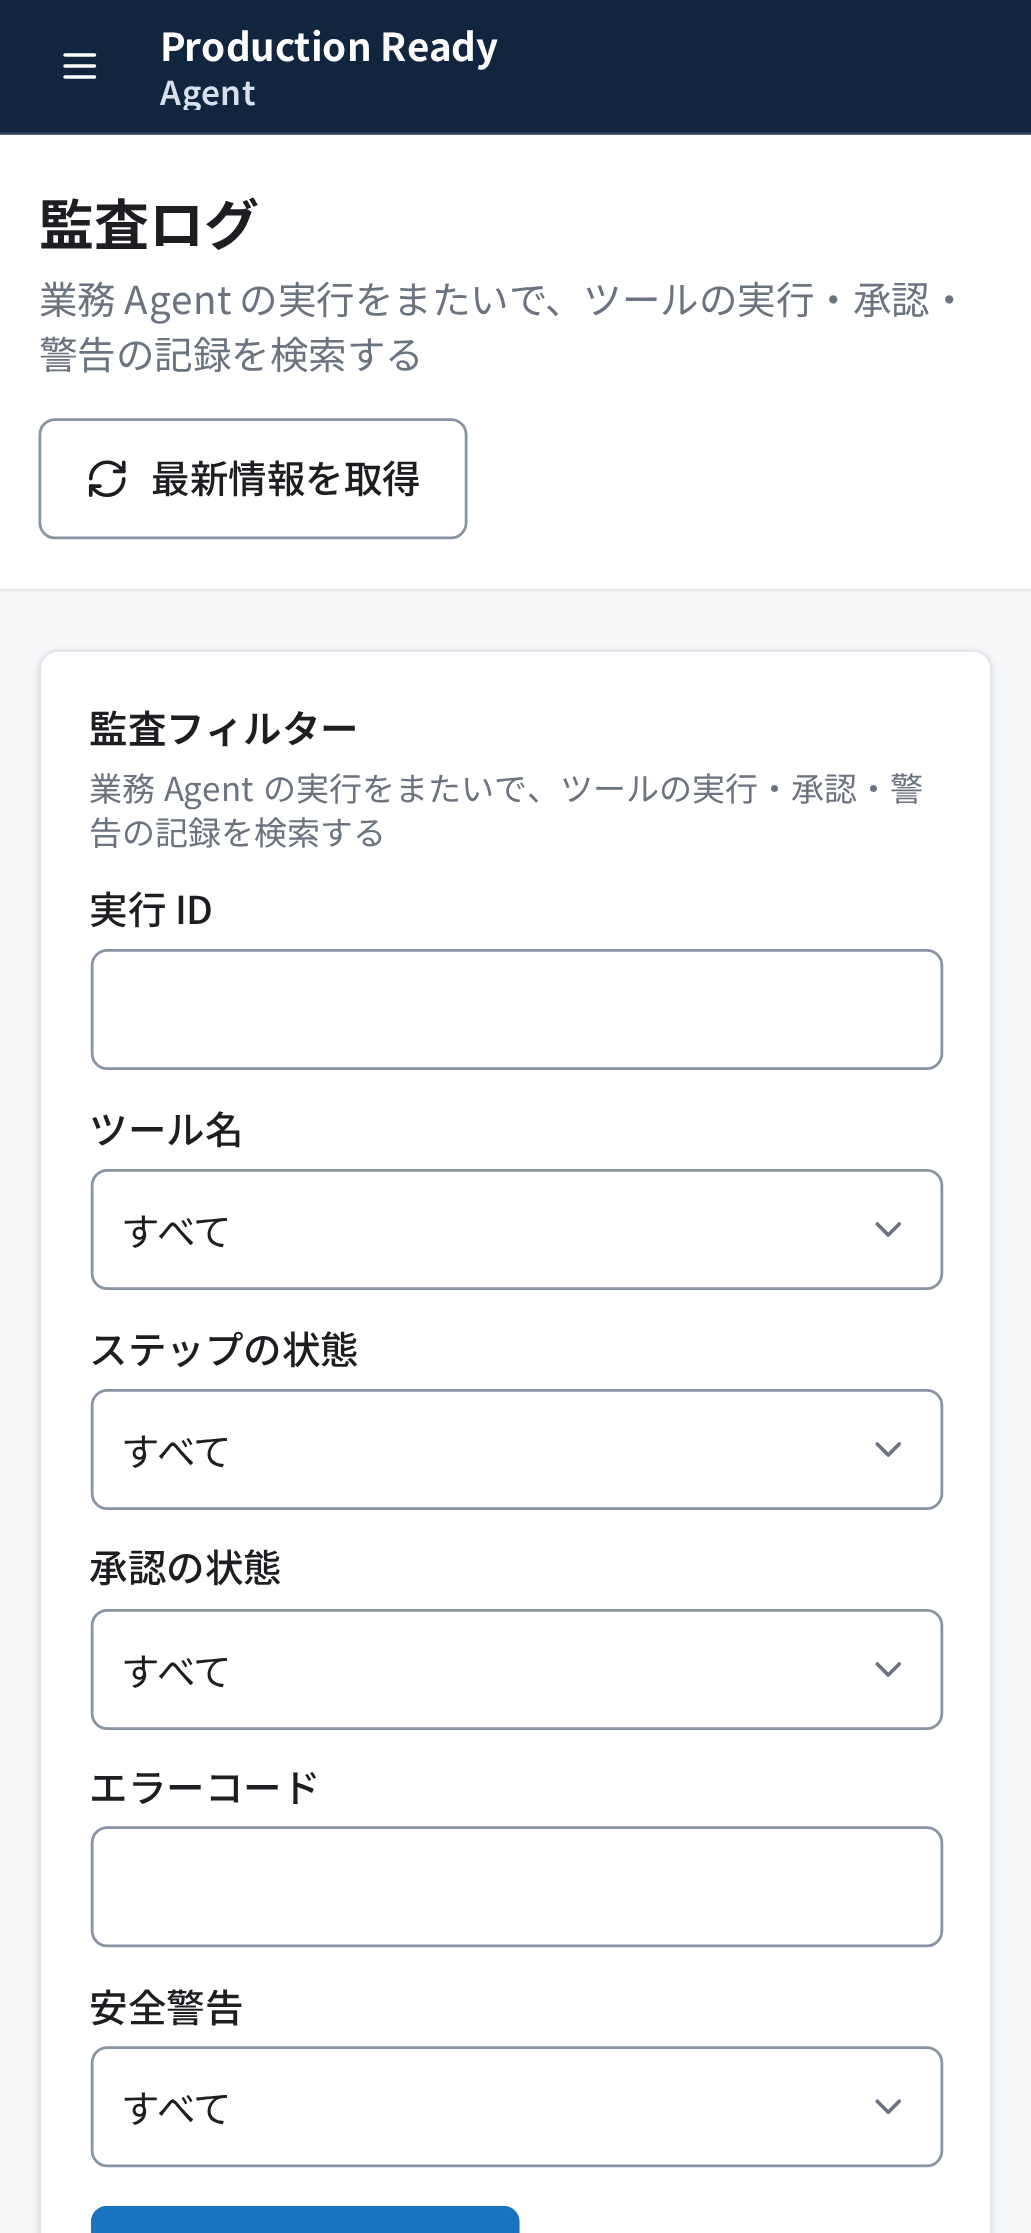 Production Ready
Agent
監査ログ
業務 Agent の実行をまたいで、ツールの実行・承認・
警告の記録を検索する
最新情報を取得
監査フィルター
業務 Agent の実行をまたいで、ツールの実行・承認・警
告の記録を検索する
実行 ID
ツール名
すべて
ステップの状態
すべて
承認の状態
すべて
エラーコード
安全警告
すべて